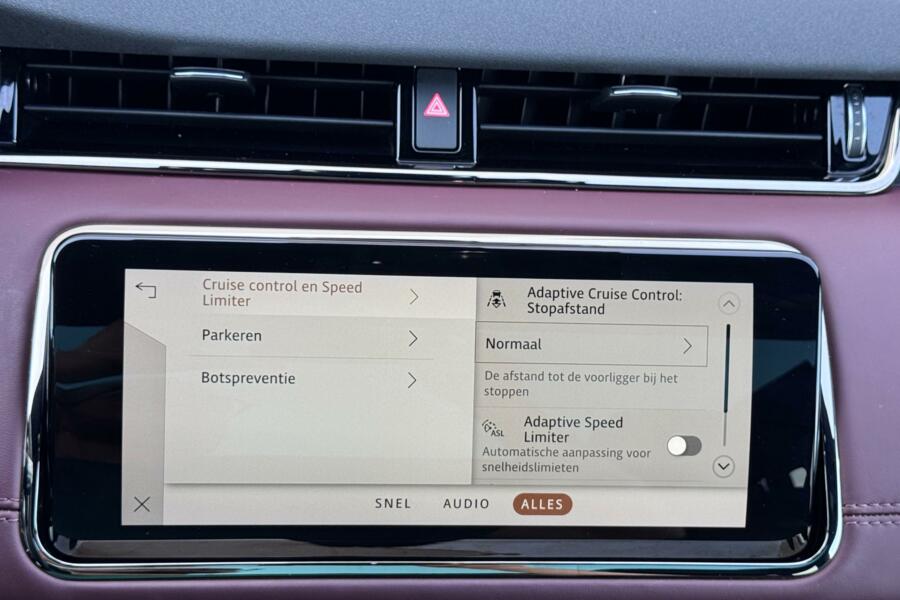 Cruise control en Speed
Limiter
Parkeren
Botspreventie
Adaptive Cruise Control:
Stopafstand
Normaal
De afstand tot de voorligger bij het
stoppen
ASL
Adaptive Speed
Limiter
Automatische aanpassing voor
snelheidslimieten
SNEL
AUDIO
ALLES